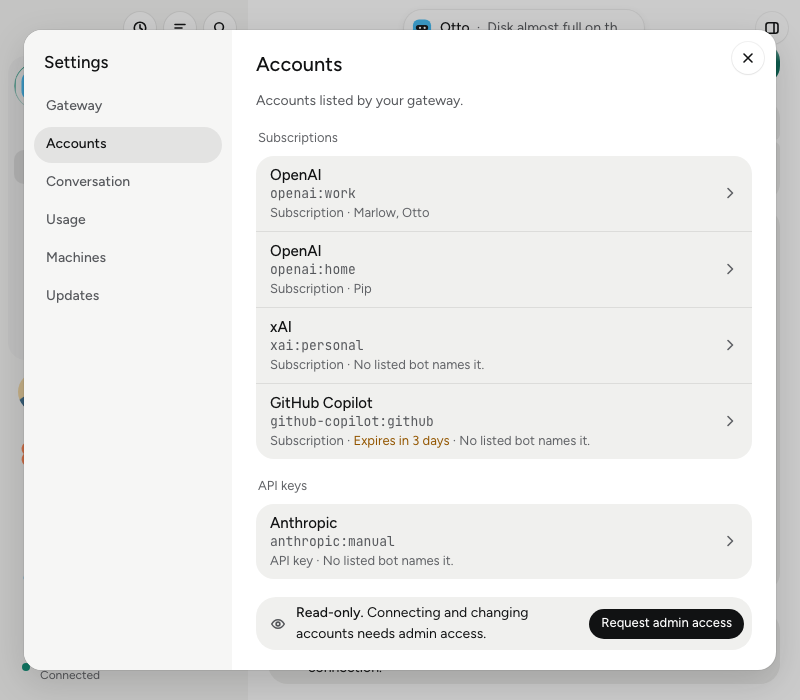 Otto · Disk almost full on th
Settings
Gateway
Accounts
Conversation
Usage
Machines
Updates
Connected
Accounts
Accounts listed by your gateway.
Subscriptions
OpenAI
openai:work
Subscription · Marlow, Otto
OpenAI
openai:home
Subscription · Pip
xAI
xai:personal
Subscription · No listed bot names it.
GitHub Copilot
github-copilot:github
Subscription · Expires in 3 days · No listed bot names it.
API keys
Anthropic
anthropic:manual
API key · No listed bot names it.
Read-only. Connecting and changing
accounts needs admin access.
Request admin access
connection.